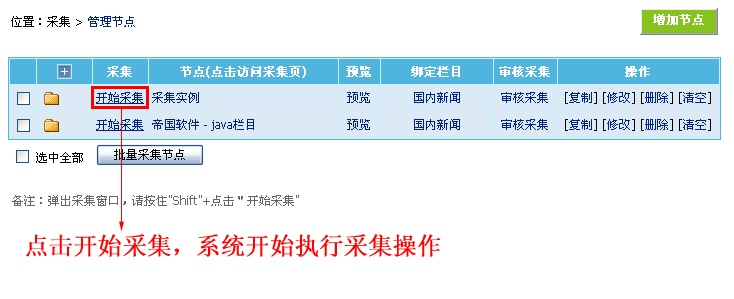 位置：采集 > 管理节点
增加节点
采集 节点(点击访问采集页) 预览 绑定栏目 审核采集 操作
开始采集 采集实例 预览 国内新闻 审核采集 [复制] [修改] [删除] [清空]
开始采集 帝国软件 - java栏目 预览 国内新闻 审核采集 [复制] [修改] [删除] [清空]
选中全部 批量采集节点
备注：弹出采集窗口，请按住"Shift"+点击 " 开始采集"
点击开始采集，系统开始执行采集操作